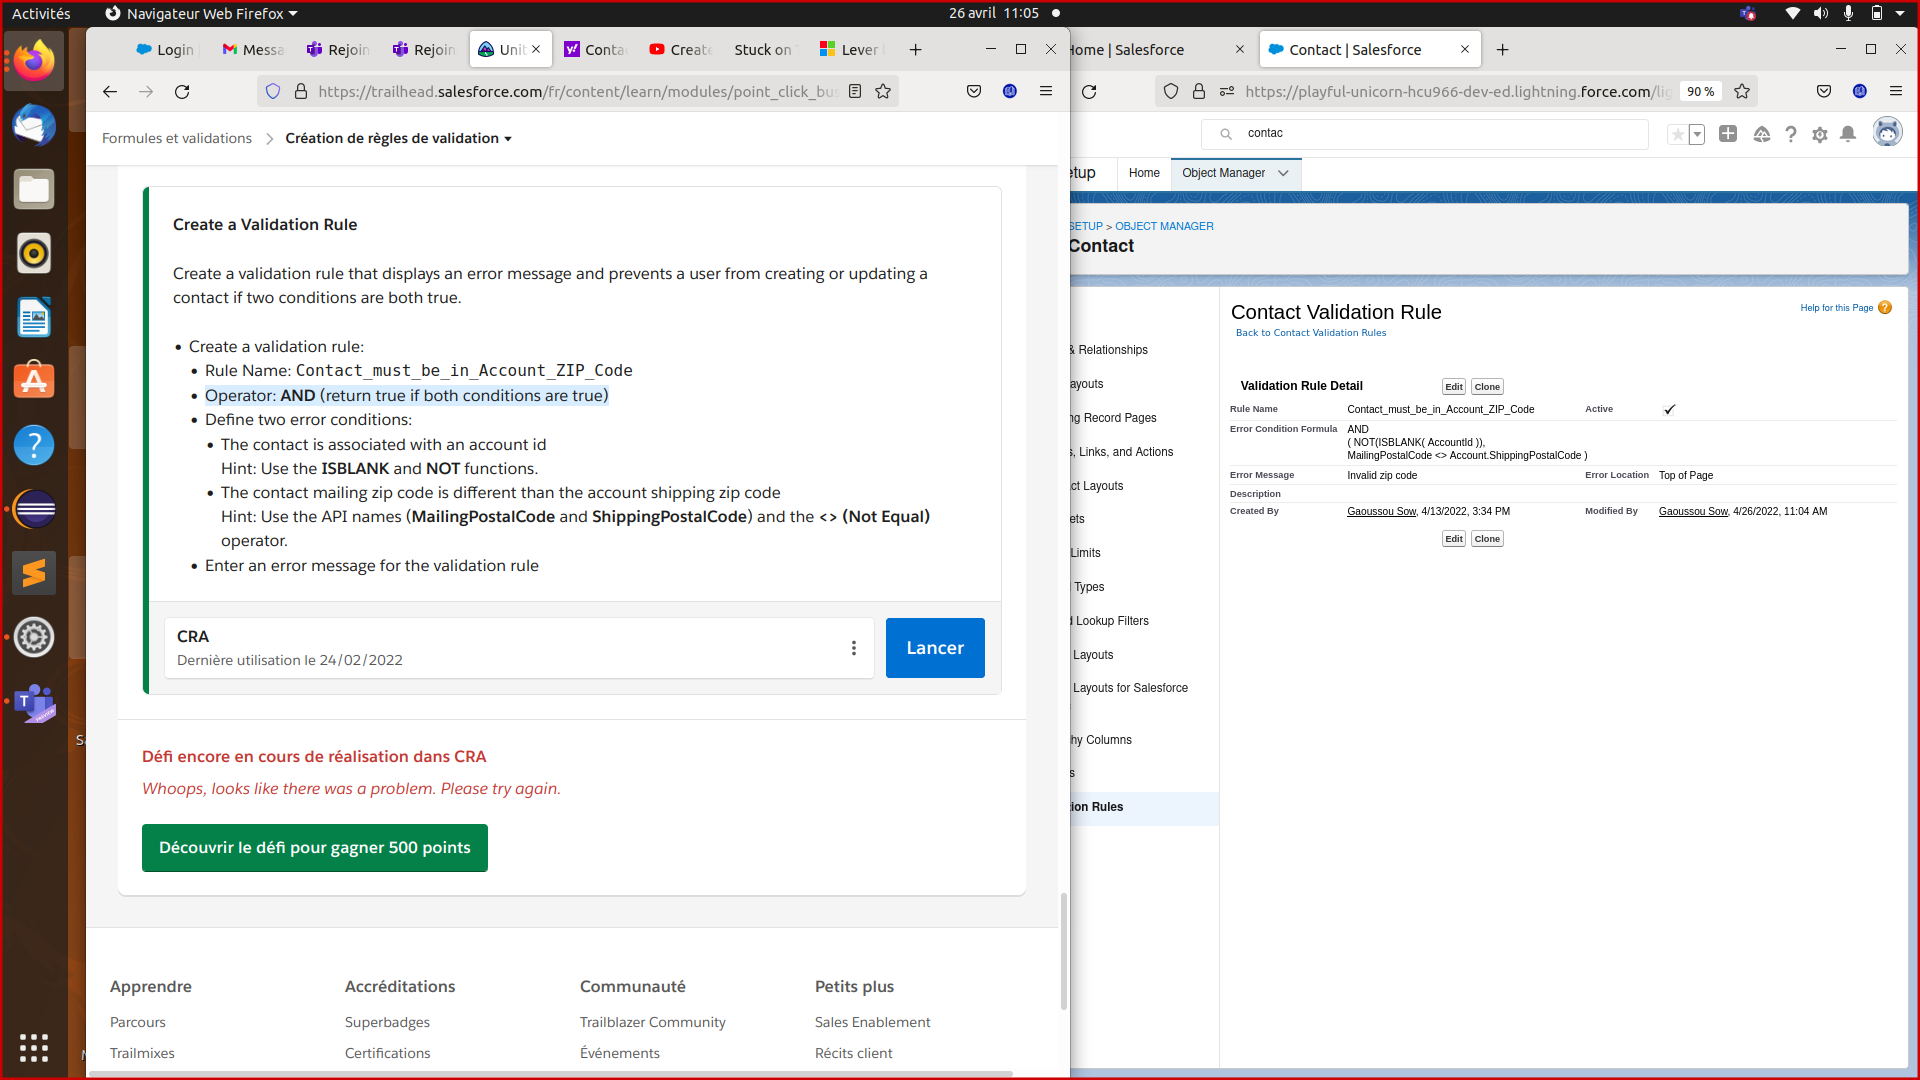 Activités
Navigateur Web Firefox
26 avril 11:05
Login
Messa
Rejoin
Rejoin
Unit
Conta
Create
Stuck on
Lever
Home | Salesforce
Contact | Salesforce
https://trailhead.salesforce.com/fr/content/learn/modules/point_click_bus
https://playful-unicorn-hcu966-dev-ed.lightning.force.com/lig
90 %
Formules et validations
Création de règles de validation
contac
etup
Home
Object Manager
SETUP > OBJECT MANAGER
Contact
Create a Validation Rule
Create a validation rule that displays an error message and prevents a user from creating or updating a
contact if two conditions are both true.
• Create a validation rule:
• Rule Name: Contact_must_be_in_Account_ZIP_Code
• Operator: AND (return true if both conditions are true)
• Define two error conditions:
• The contact is associated with an account id
Hint: Use the ISBLANK and NOT functions.
• The contact mailing zip code is different than the account shipping zip code
Hint: Use the API names (MailingPostalCode and ShippingPostalCode) and the <> (Not Equal)
operator.
• Enter an error message for the validation rule
CRA
Dernière utilisation le 24/02/2022
Lancer
Défi encore en cours de réalisation dans CRA
Whoops, looks like there was a problem. Please try again.
Découvrir le défi pour gagner 500 points
Apprendre
Accréditations
Communauté
Petits plus
Parcours
Superbadges
Trailblazer Community
Sales Enablement
Trailmixes
Certifications
Événements
Récits client
& Relationships
ayouts
ng Record Pages
s, Links, and Actions
ct Layouts
ets
Limits
Types
d Lookup Filters
Layouts
Layouts for Salesforce
hy Columns
s
tion Rules
Contact Validation Rule
Back to Contact Validation Rules
Help for this Page
Validation Rule Detail
Edit
Clone
Rule Name
Contact_must_be_in_Account_ZIP_Code
Active
✓
Error Condition Formula
AND
( NOT(ISBLANK( AccountId )),
MailingPostalCode <> Account.ShippingPostalCode )
Error Message
Invalid zip code
Error Location
Top of Page
Description
Created By
Gaoussou Sow, 4/13/2022, 3:34 PM
Modified By
Gaoussou Sow, 4/26/2022, 11:04 AM
Edit
Clone